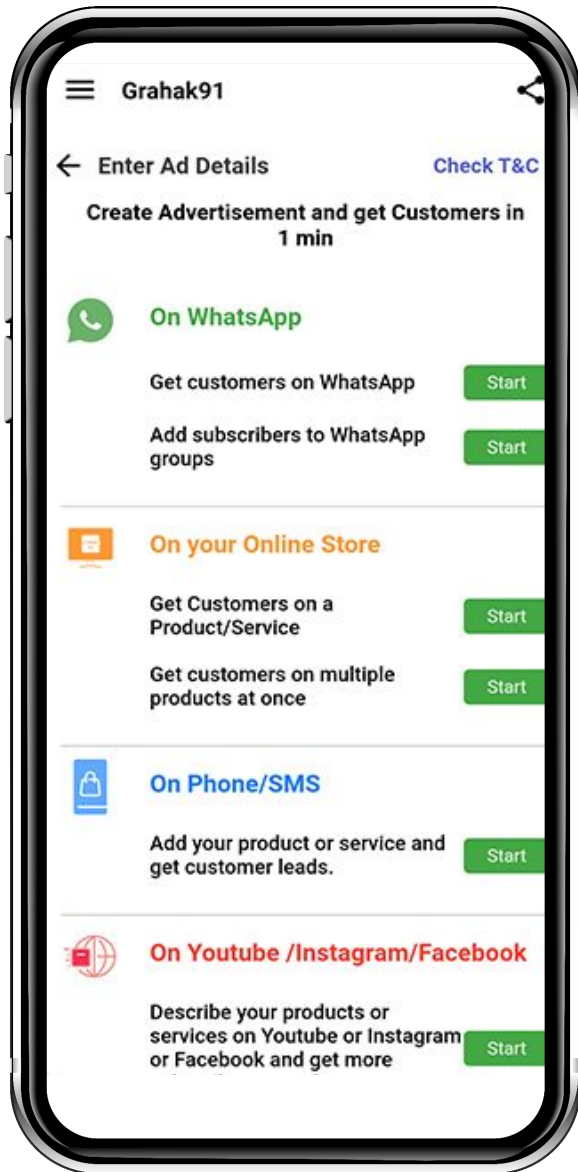 Grahak91
Enter Ad Details
Check T&C
Create Advertisement and get Customers in
1 min
On WhatsApp
Get customers on WhatsApp
Start
Add subscribers to WhatsApp
groups
Start
On your Online Store
Get Customers on a
Product/Service
Start
Get customers on multiple
products at once
Start
On Phone/SMS
Add your product or service and
get customer leads.
Start
On Youtube /Instagram/Facebook
Describe your products or
services on Youtube or Instagram
or Facebook and get more
Start